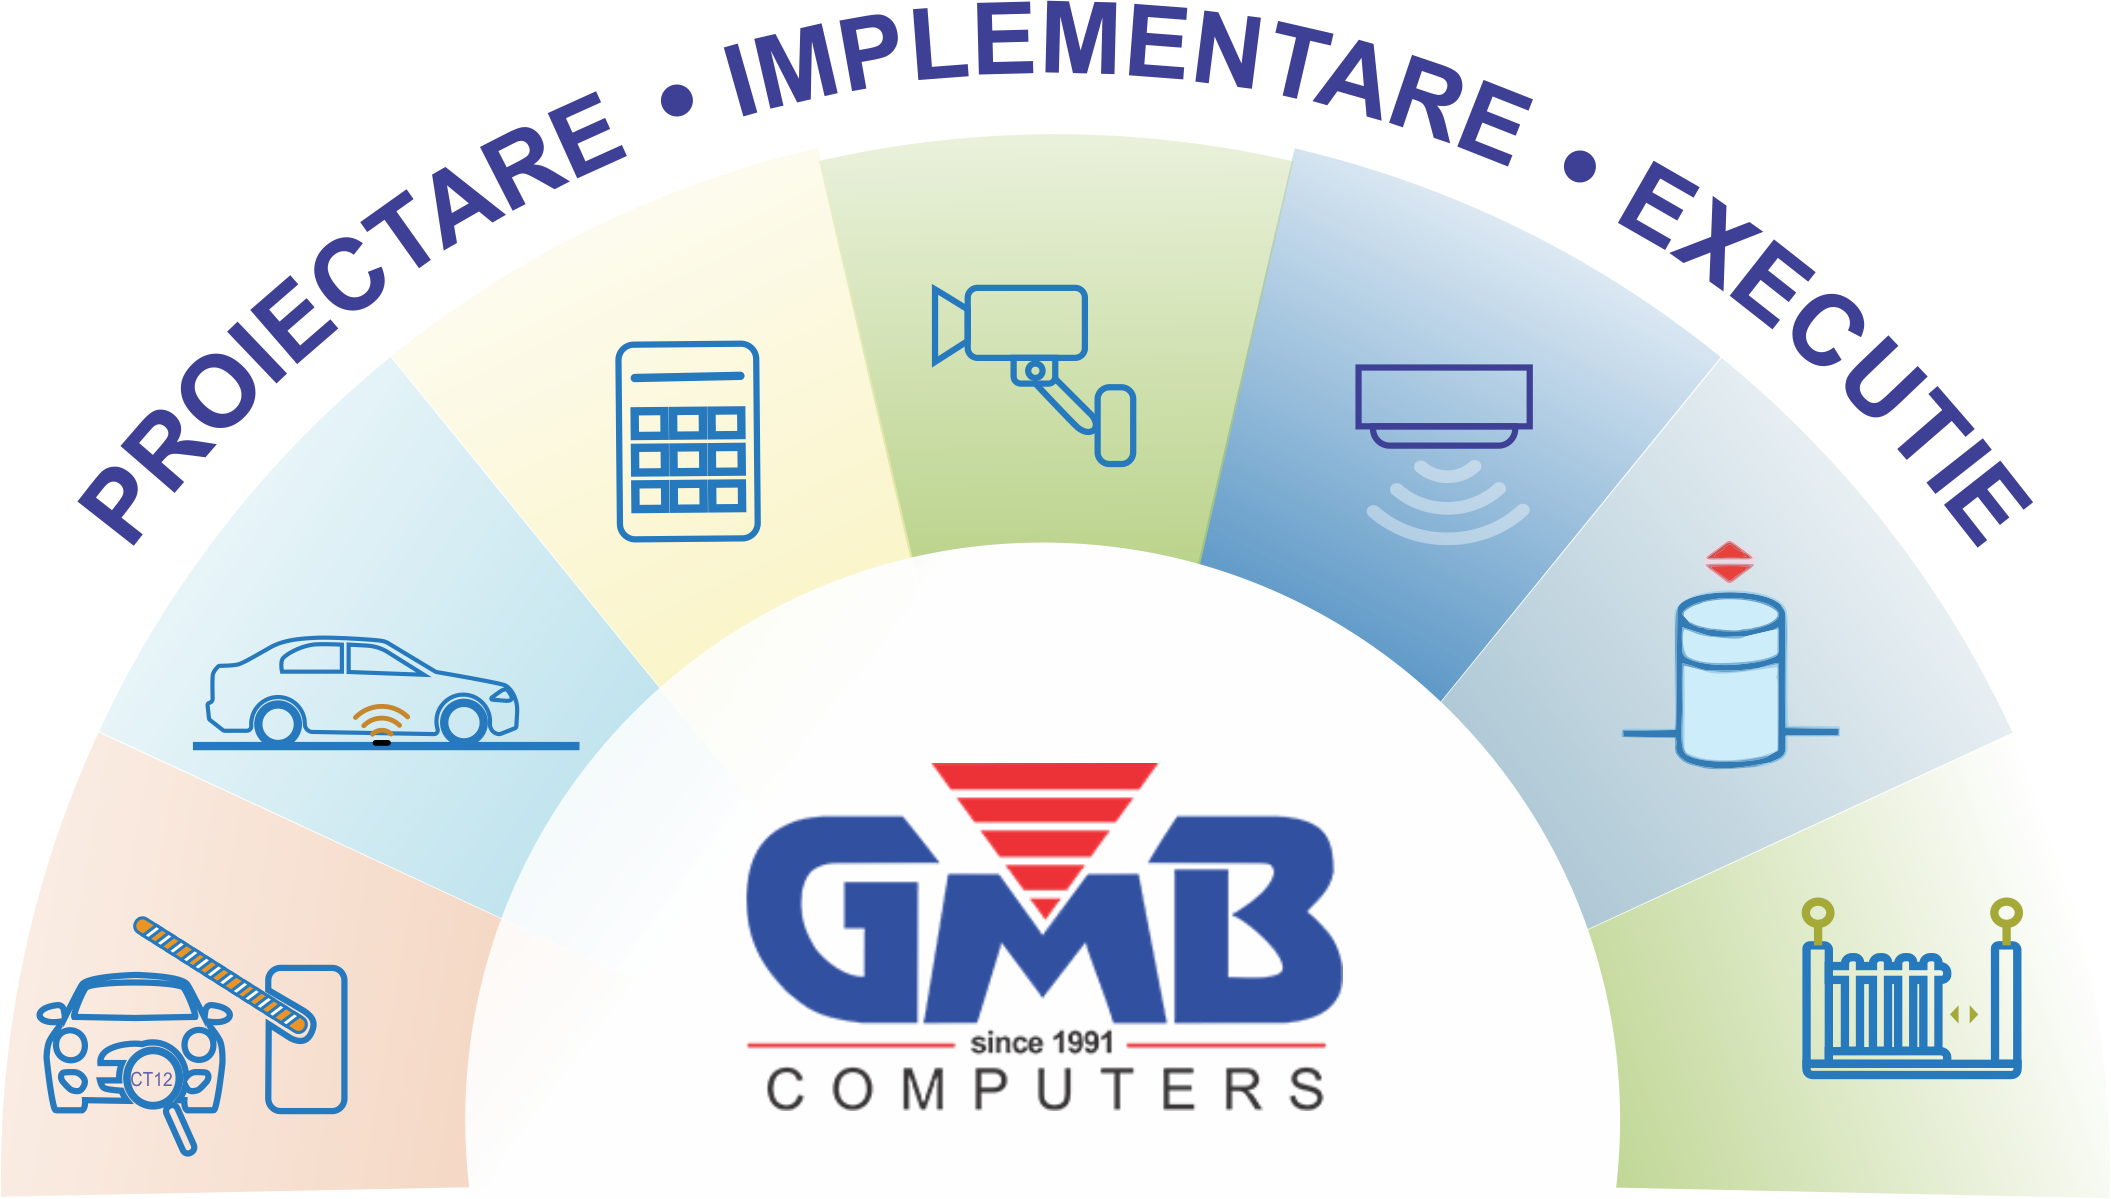 PROIECTARE • IMPLEMENTARE • EXECUTIE
CT12
GMB
since 1991
COMPUTERS